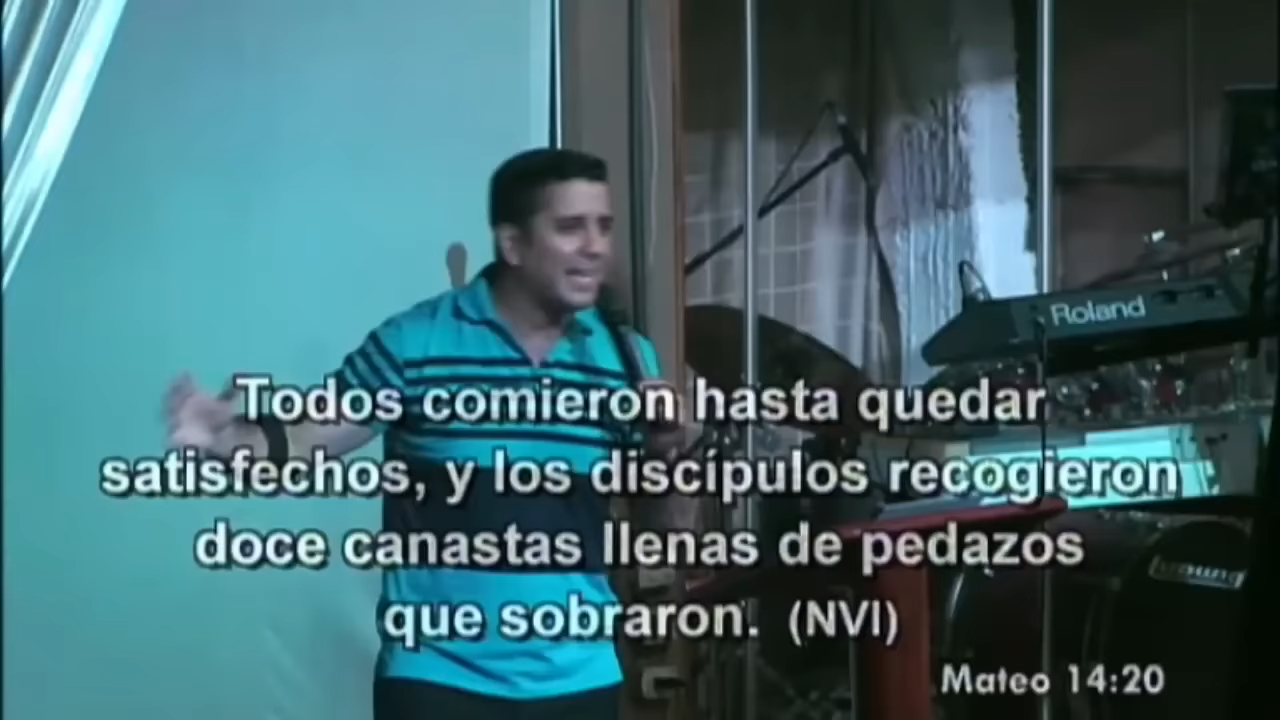 Roland
Todos comieron hasta quedar
satisfechos, y los discípulos recogieron
doce canastas llenas de pedazos
que sobraron. (NVI)
Mateo 14:20